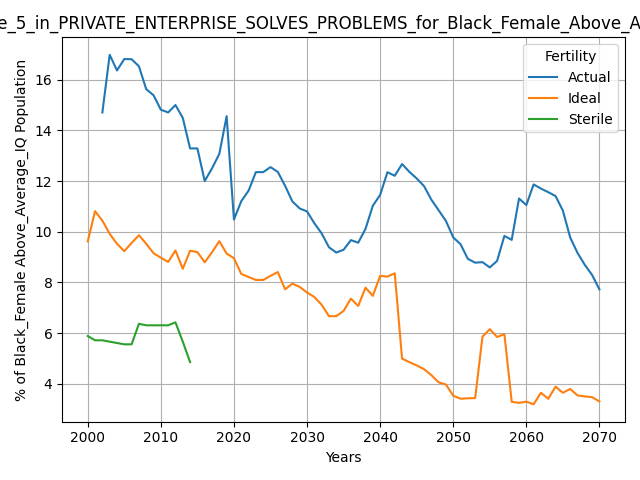 e_5_in_PRIVATE_ENTERPRISE_SOLVES_PROBLEMS_for_Black_Female_Above_A
% of Black_Female Above_Average_IQ Population
16
14
12
10
8
6
4
Fertility
Actual
Ideal
Sterile
2000 2010 2020 2030 2040 2050 2060 2070
Years